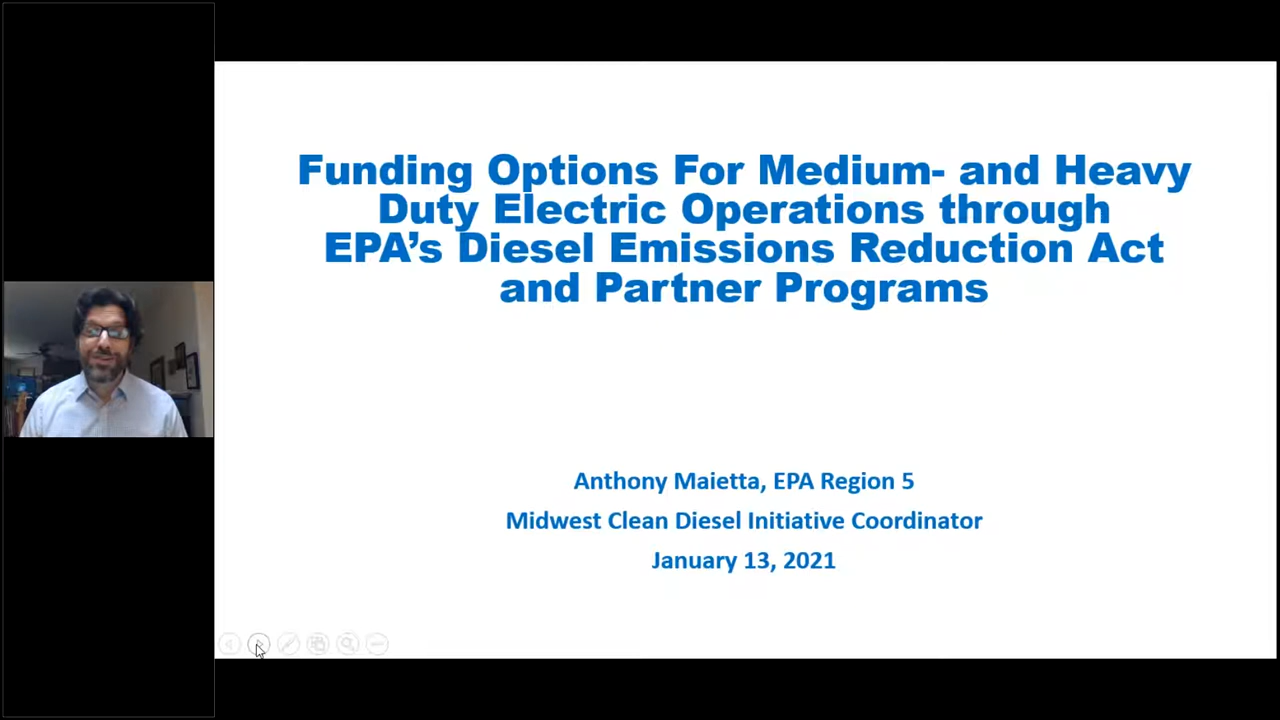 Funding Options For Medium- and Heavy
Duty Electric Operations through
EPA’s Diesel Emissions Reduction Act
and Partner Programs
Anthony Maietta, EPA Region 5
Midwest Clean Diesel Initiative Coordinator
January 13, 2021